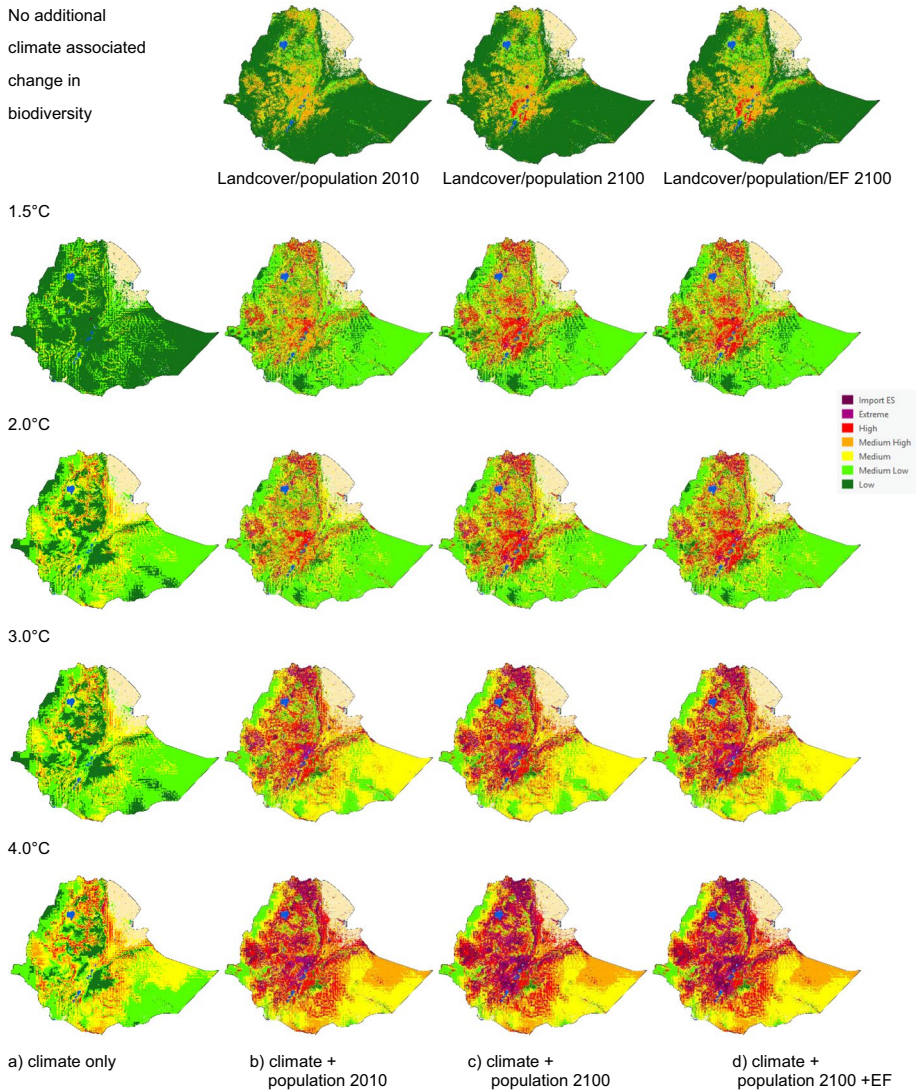 No additional
climate associated
change in
biodiversity
Landcover/population 2010
Landcover/population 2100
Landcover/population/EF 2100
1.5°C
2.0°C
Import ES
Extreme
High
Medium High
Medium
Medium Low
Low
3.0°C
4.0°C
a) climate only
b) climate +
population 2010
c) climate +
population 2100
d) climate +
population 2100 +EF